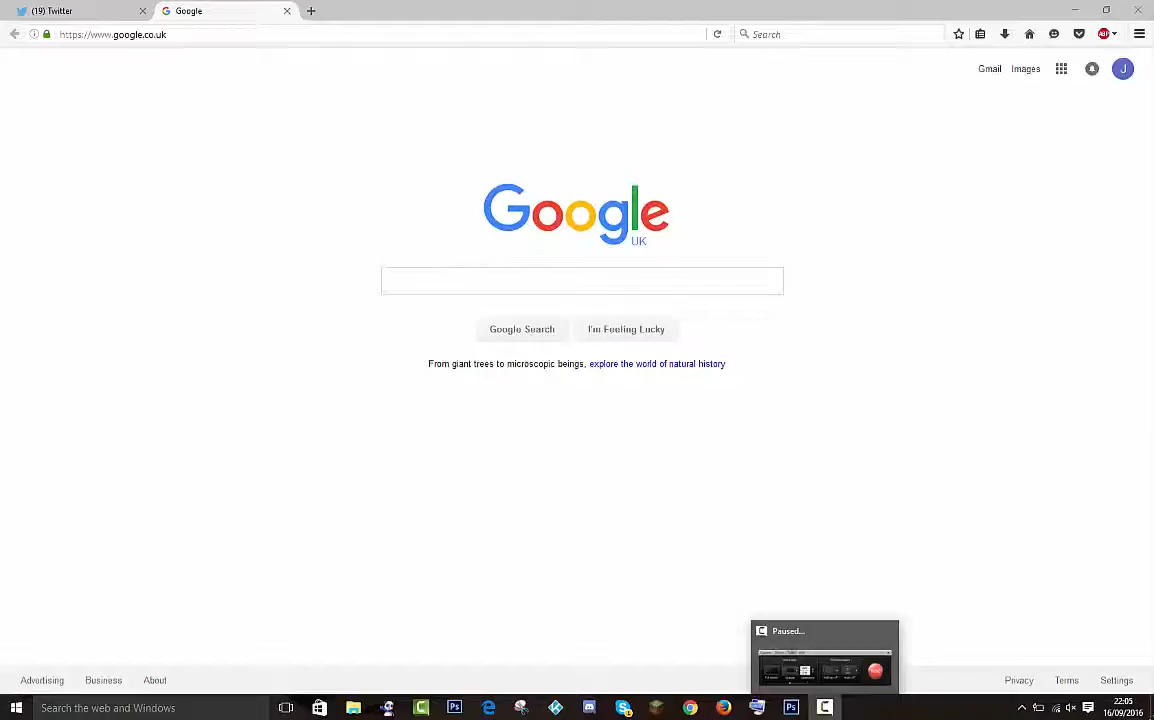 (19) Twitter
Google
https://www.google.co.uk
Search
ABP
Gmail
Images
J
Google
UK
Google Search
I'm Feeling Lucky
From giant trees to microscopic beings, explore the world of natural history
Paused...
Advertising
Business
About
Privacy
Terms
Settings
Search the web and Windows
22:05
16/09/2016